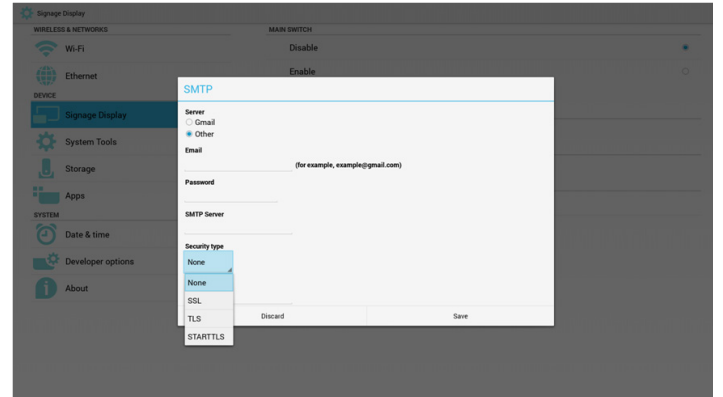 Signage Display
WIRELESS & NETWORKS
Wi-Fi
Ethernet
DEVICE
Signage Display
System Tools
Storage
Apps
SYSTEM
Date & time
Developer options
About
MAIN SWITCH
Disable
Enable
SMTP
Server
Gmail
Other
Email
(for example, example@gmail.com)
Password
SMTP Server
Security type
None
None
SSL
TLS
STARTTLS
Discard
Save